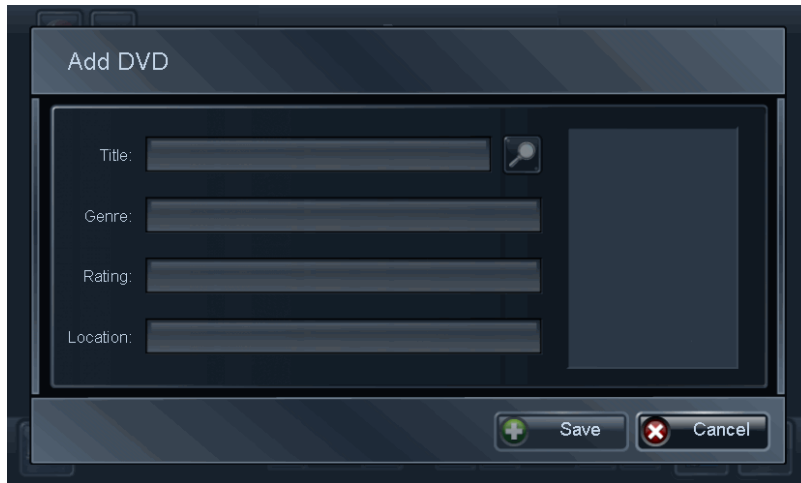 Add DVD
Title:
Genre:
Rating:
Location:
Save
Cancel